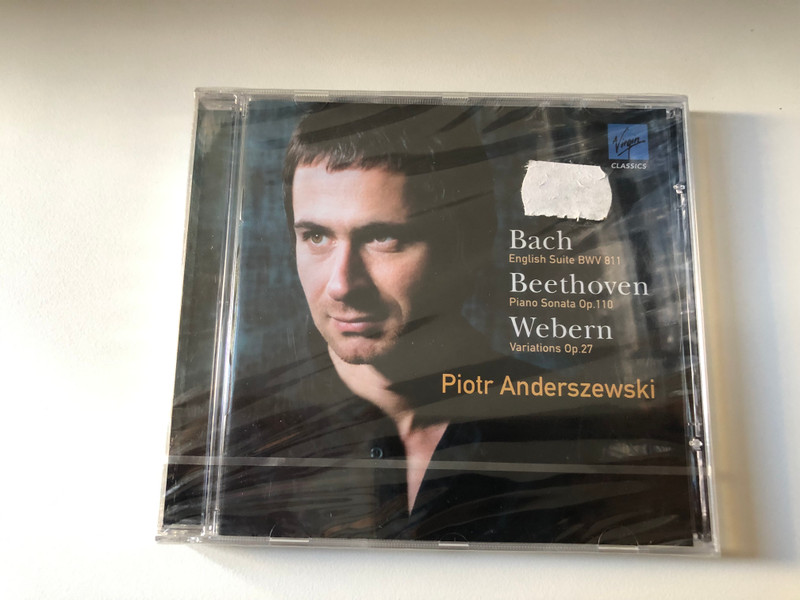 Virgin
CLASSICS
Bach
English Suite BWV 811
Beethoven
Piano Sonata Op.110
Webern
Variations Op.27
Piotr Anderszewski